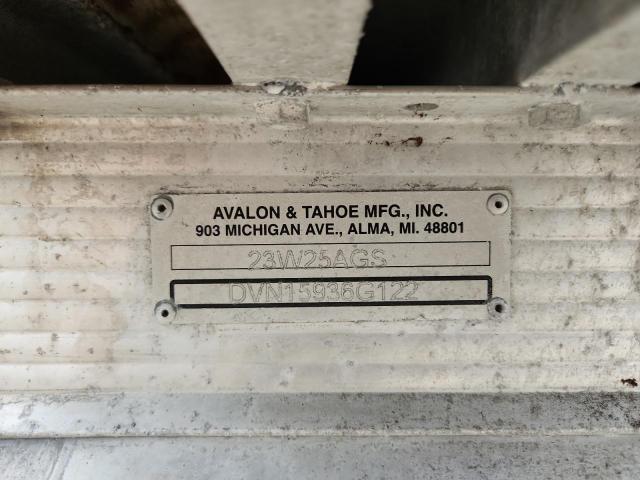 AVALON & TAHOE MFG., INC.
903 MICHIGAN AVE., ALMA, MI. 48801
23W25AGS
DVN15936G122